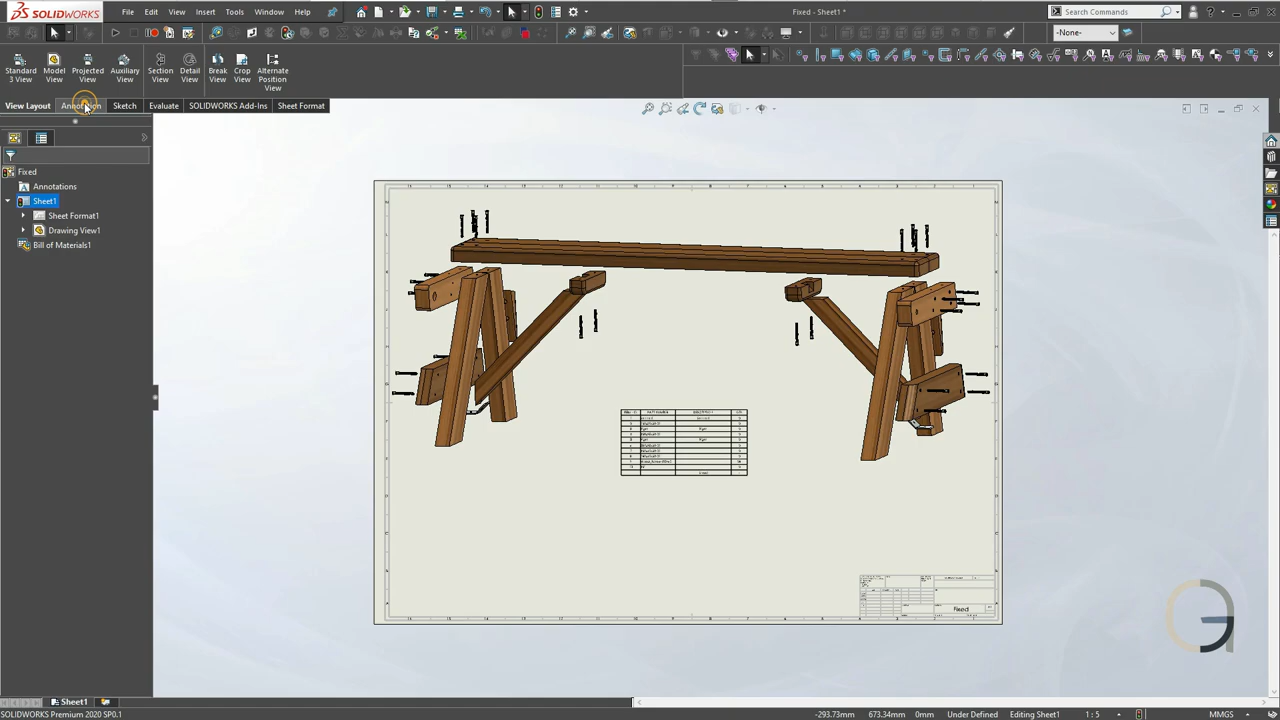 SOLIDWORKS File Edit View Insert Tools Window Help Fixed - Sheet1 * Search Commands
-None-
Standard 3 View
Model View
Projected View
Auxiliary View
Section View
Detail View
Break View
Crop View
Alternate Position View
View Layout Annotation Sketch Evaluate SOLIDWORKS Add-Ins Sheet Format
Fixed
Annotations
Sheet1
Sheet Format1
Drawing View1
Bill of Materials1
Fixed
Sheet1
SOLIDWORKS Premium 2020 SP0.1 -293.73mm 673.34mm 0mm Under Defined Editing Sheet1 1 : 5 MMGS